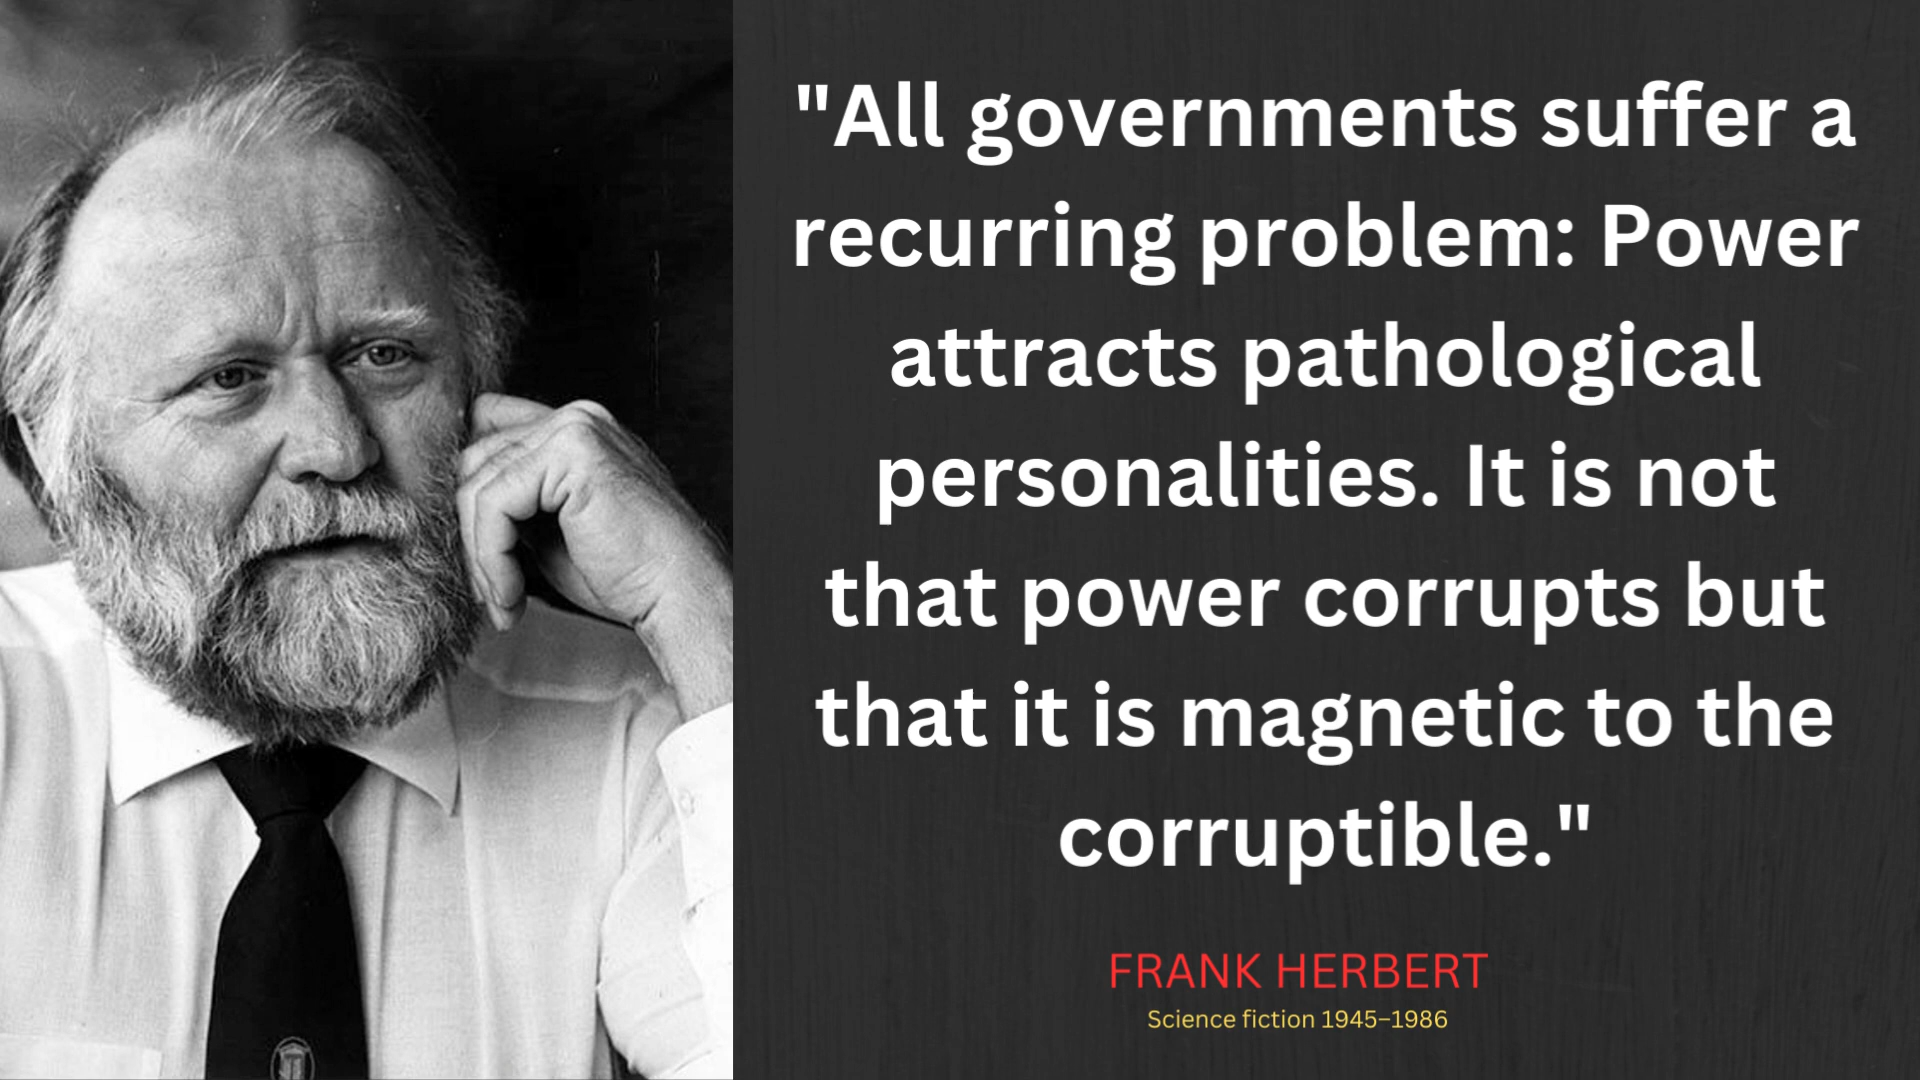 "All governments suffer a
recurring problem: Power
attracts pathological
personalities. It is not
that power corrupts but
that it is magnetic to the
corruptible."
FRANK HERBERT
Science fiction 1945–1986